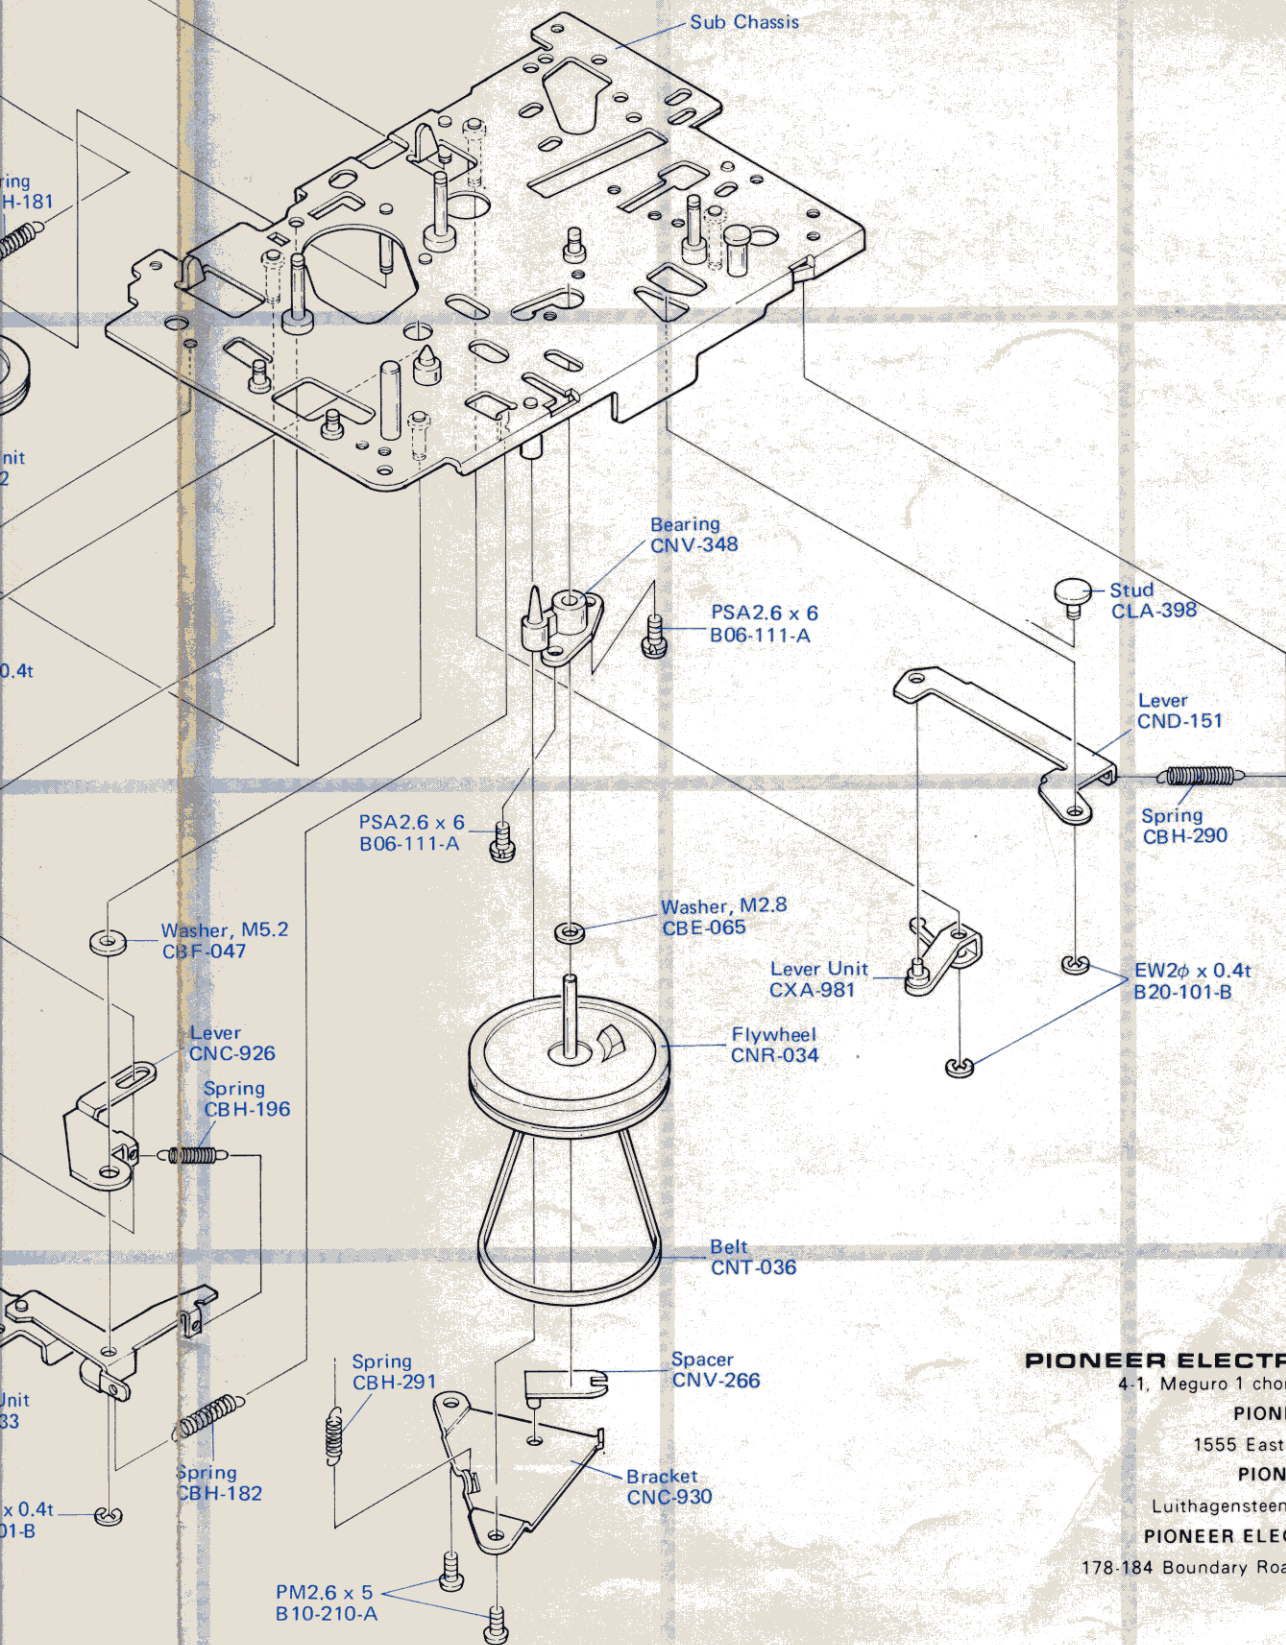 Sub Chassis
ring
H-181
nit
2
Bearing
CNV-348
PSA2.6 x 6
B06-111-A
Stud
CLA-398
0.4t
Lever
CND-151
Spring
CBH-290
PSA2.6 x 6
B06-111-A
Washer, M2.8
CBE-065
Washer, M5.2
CBF-047
Lever Unit
CXA-981
EW2ϕ x 0.4t
B20-101-B
Lever
CNC-926
Flywheel
CNR-034
Spring
CBH-196
Belt
CNT-036
Spring
CBH-291
Spacer
CNV-266
PIONEER ELECTR
4-1, Meguro 1 cho
PION
1555 East
PION
Luithagensteen
PIONEER ELEC
178-184 Boundary Roa
Unit
33
Spring
CBH-182
Bracket
CNC-930
x 0.4t
01-B
PM2.6 x 5
B10-210-A